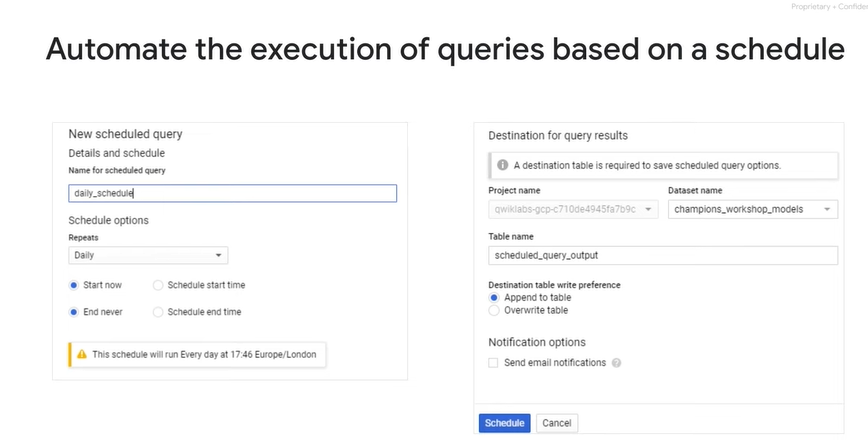 Proprietary + Confiden
Automate the execution of queries based on a schedule
New scheduled query
Details and schedule
Name for scheduled query
daily_schedule
Schedule options
Repeats
Daily
Start now
Schedule start time
End never
Schedule end time
This schedule will run Every day at 17:46 Europe/London
Destination for query results
A destination table is required to save scheduled query options.
Project name
Dataset name
qwiklabs-gcp-c710de4945fa7b9c
champions_workshop_models
Table name
scheduled_query_output
Destination table write preference
Append to table
Overwrite table
Notification options
Send email notifications
Schedule
Cancel